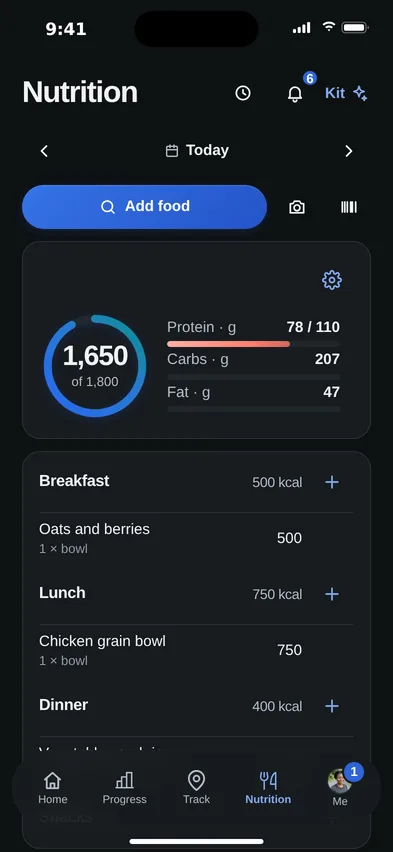 9:41
Nutrition
6
Kit
Today
Add food
1,650
of 1,800
Protein · g 78 / 110
Carbs · g 207
Fat · g 47
Breakfast 500 kcal
Oats and berries
1 × bowl
500
Lunch 750 kcal
Chicken grain bowl
1 × bowl
750
Dinner 400 kcal
Snacks
Home
Progress
Track
Nutrition
1
Me